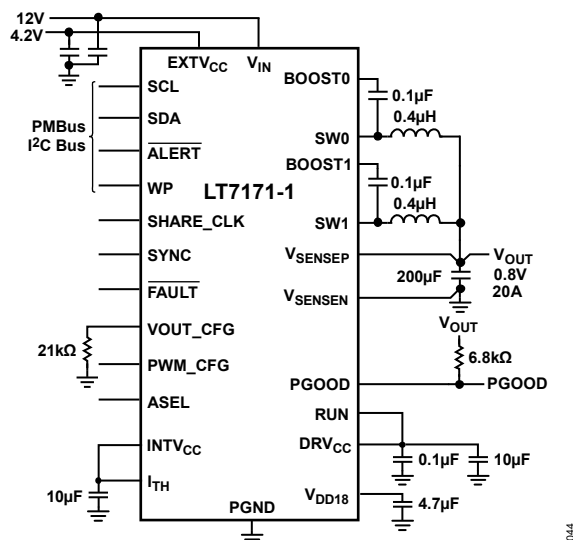 12V
4.2V
EXTVCC
VIN
SCL
SDA
ALERT
WP
PMBus
I2C Bus
SHARE_CLK
SYNC
FAULT
VOUT_CFG
21kΩ
PWM_CFG
ASEL
INTVCC
ITH
10µF
PGND
LT7171-1
BOOST0
0.1µF
0.4µH
SW0
BOOST1
0.1µF
0.4µH
SW1
VSENSEP
VOUT
0.8V
20A
200µF
VSENSEN
VOUT
6.8kΩ
PGOOD
PGOOD
RUN
DRVCC
0.1µF
10µF
VDD18
4.7µF
044